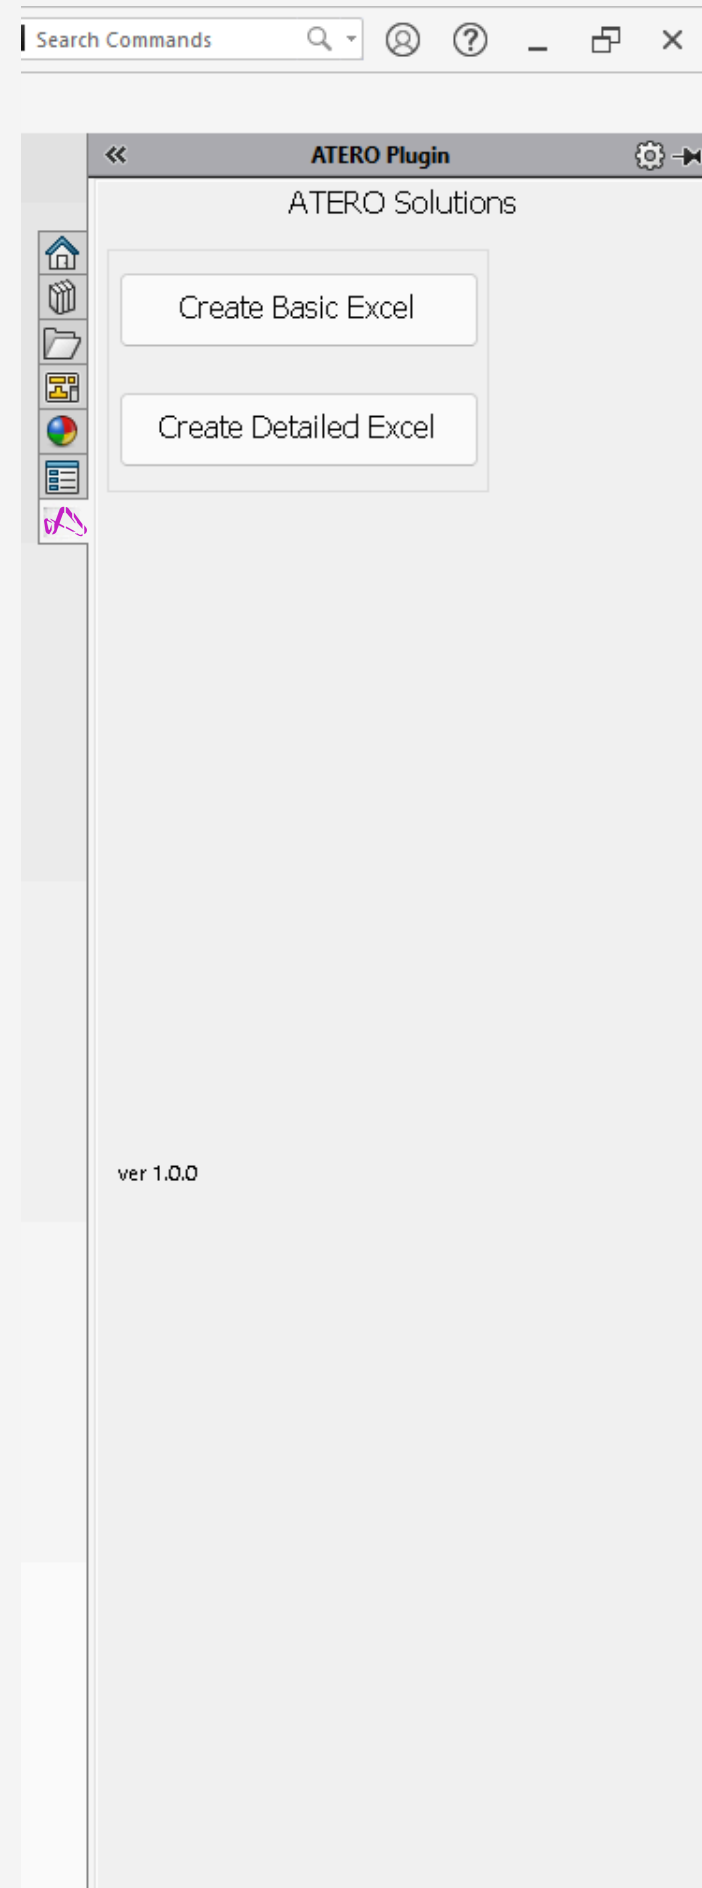 Search Commands
ATERO Plugin
ATERO Solutions
Create Basic Excel
Create Detailed Excel
ver 1.0.0